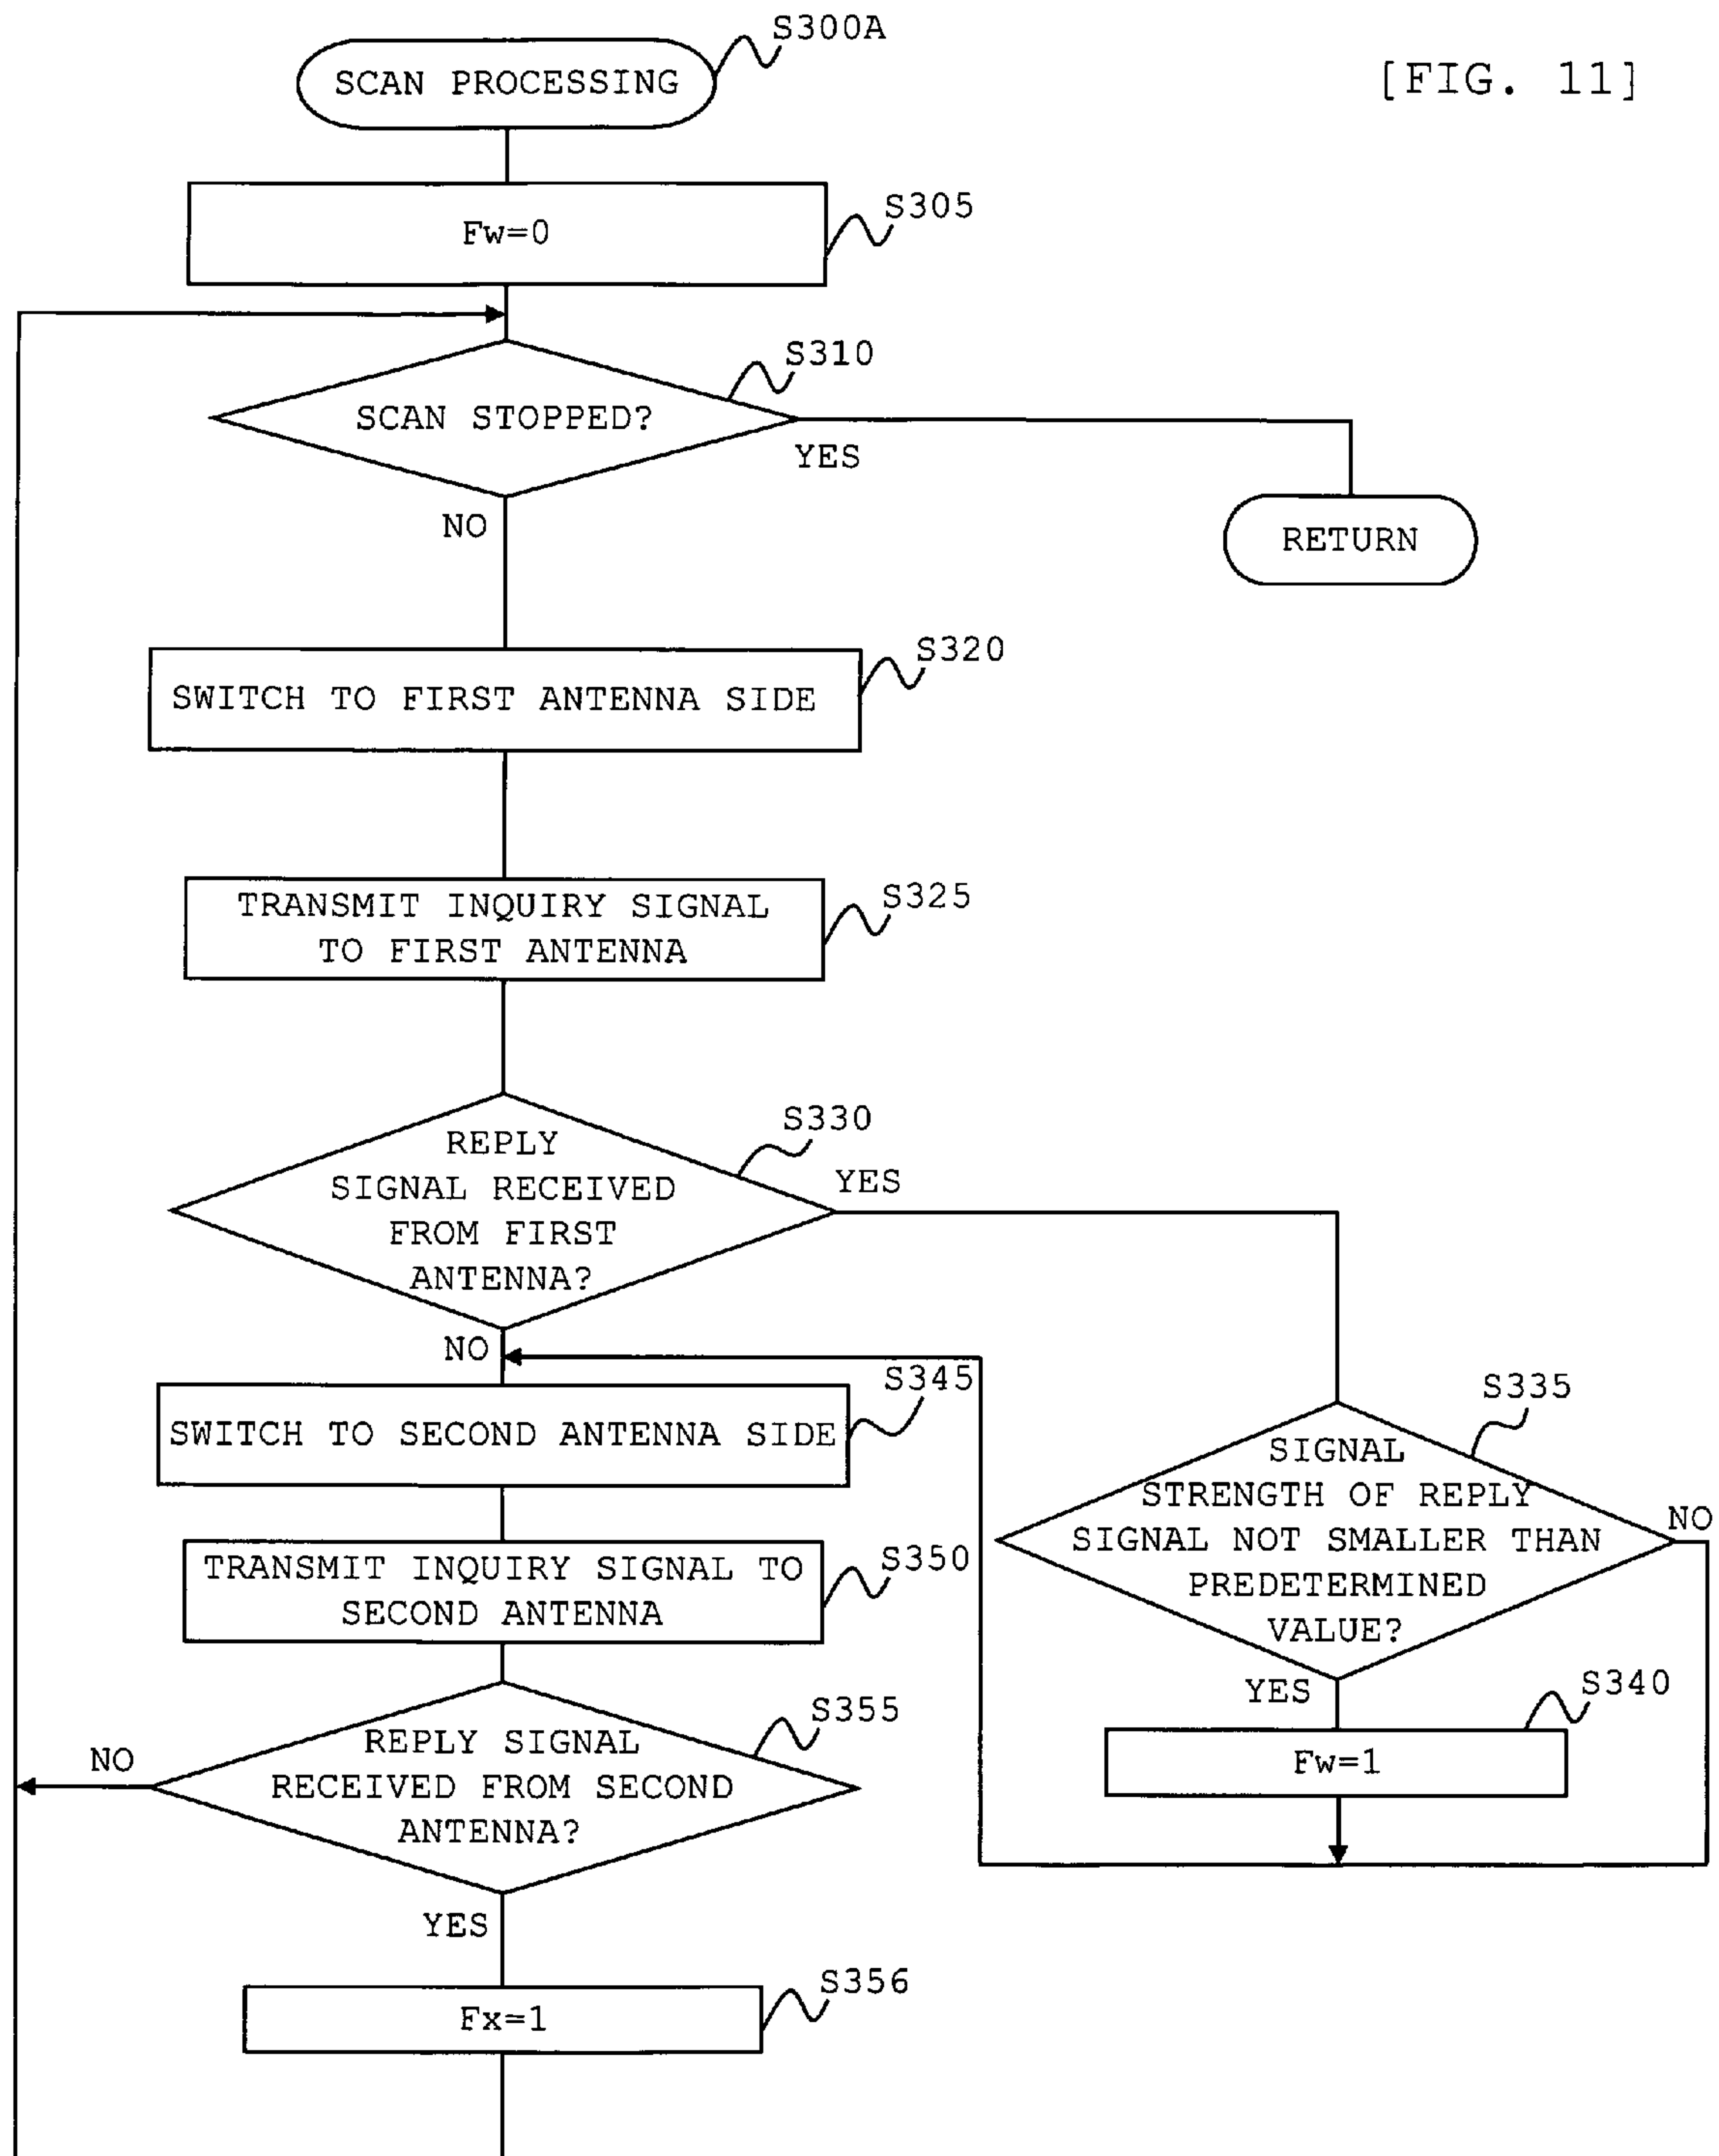 S300A
SCAN PROCESSING
[FIG. 11]
S305
Fw=0
S310
SCAN STOPPED?
YES
NO
RETURN
S320
SWITCH TO FIRST ANTENNA SIDE
S325
TRANSMIT INQUIRY SIGNAL
TO FIRST ANTENNA
S330
REPLY
SIGNAL RECEIVED
FROM FIRST
ANTENNA?
YES
NO
S345
SWITCH TO SECOND ANTENNA SIDE
S335
SIGNAL
STRENGTH OF REPLY
SIGNAL NOT SMALLER THAN
PREDETERMINED
VALUE?
NO
YES
S340
Fw=1
S350
TRANSMIT INQUIRY SIGNAL TO
SECOND ANTENNA
S355
REPLY SIGNAL
RECEIVED FROM SECOND
ANTENNA?
NO
YES
S356
Fx=1